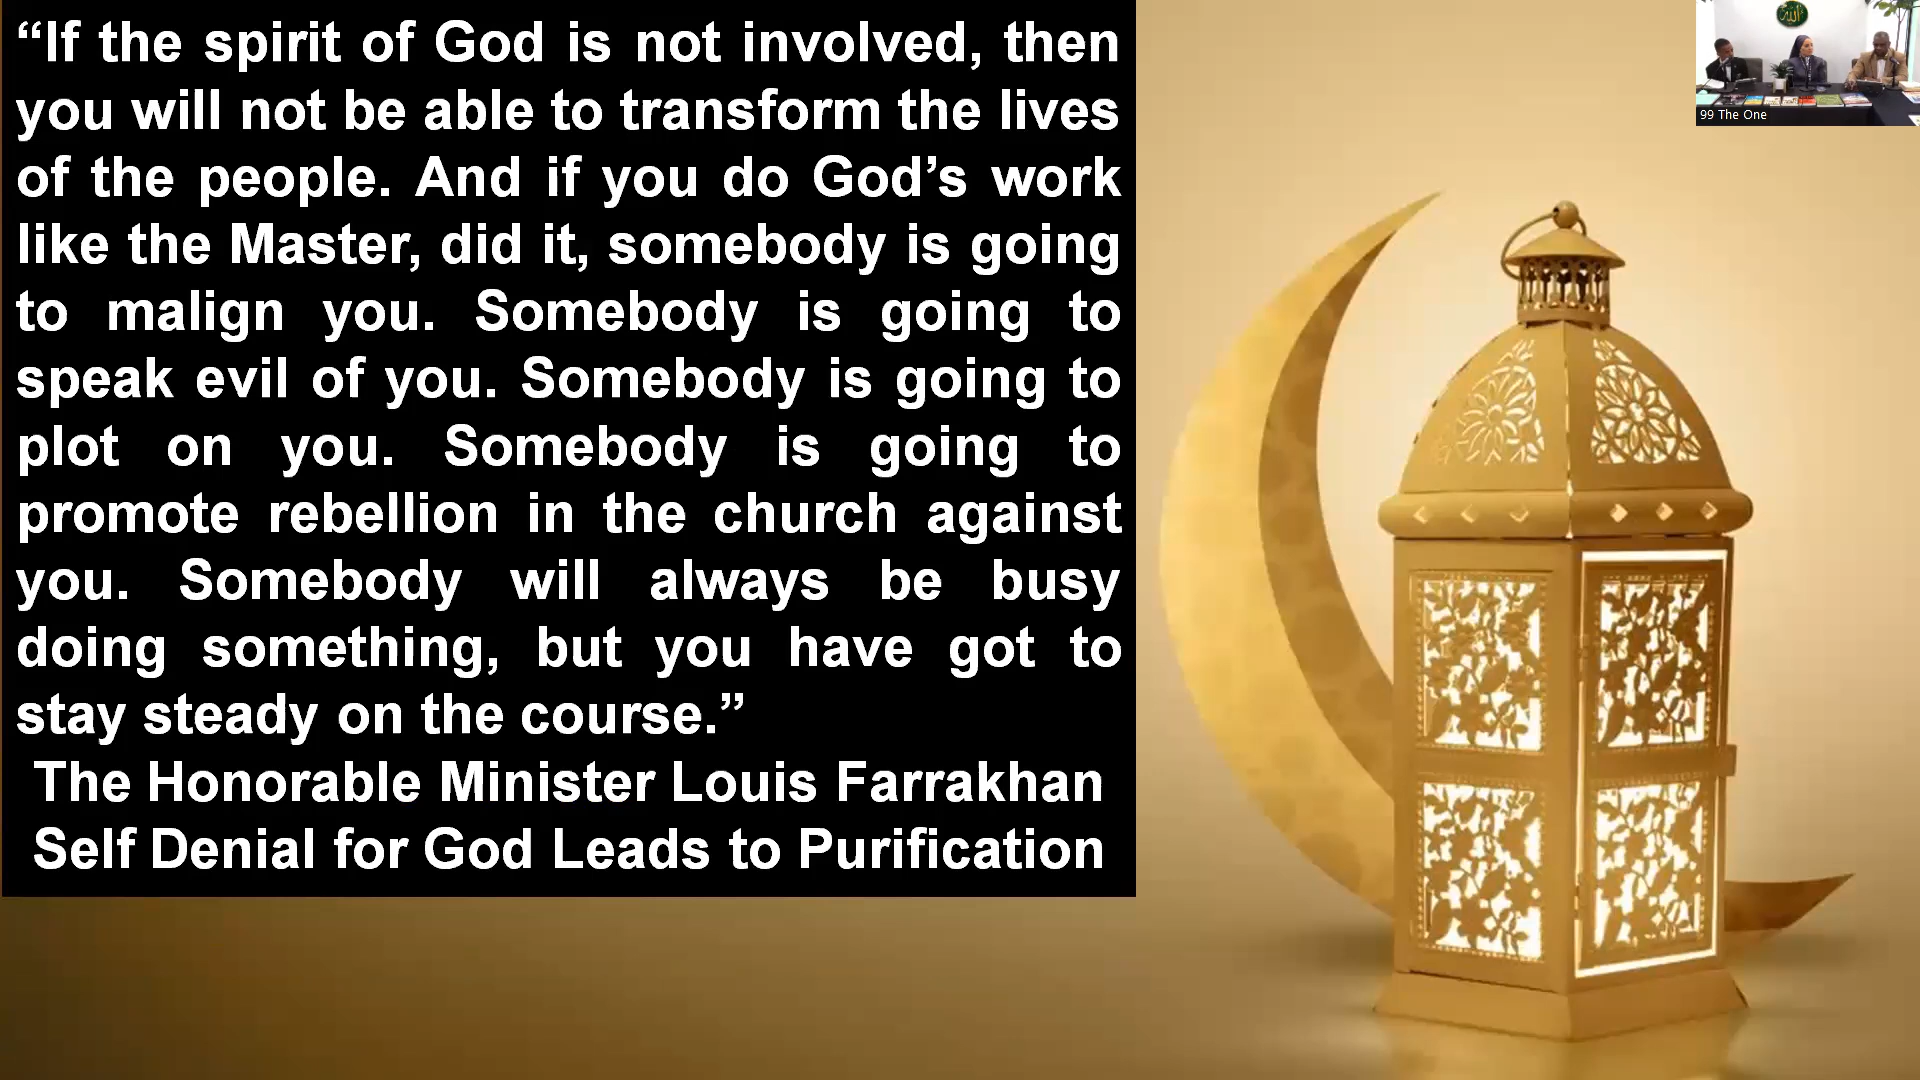 “If the spirit of God is not involved, then
you will not be able to transform the lives
of the people. And if you do God’s work
like the Master, did it, somebody is going
to malign you. Somebody is going to
speak evil of you. Somebody is going to
plot on you. Somebody is going to
promote rebellion in the church against
you. Somebody will always be busy
doing something, but you have got to
stay steady on the course.”
The Honorable Minister Louis Farrakhan
Self Denial for God Leads to Purification
99 The One
الله